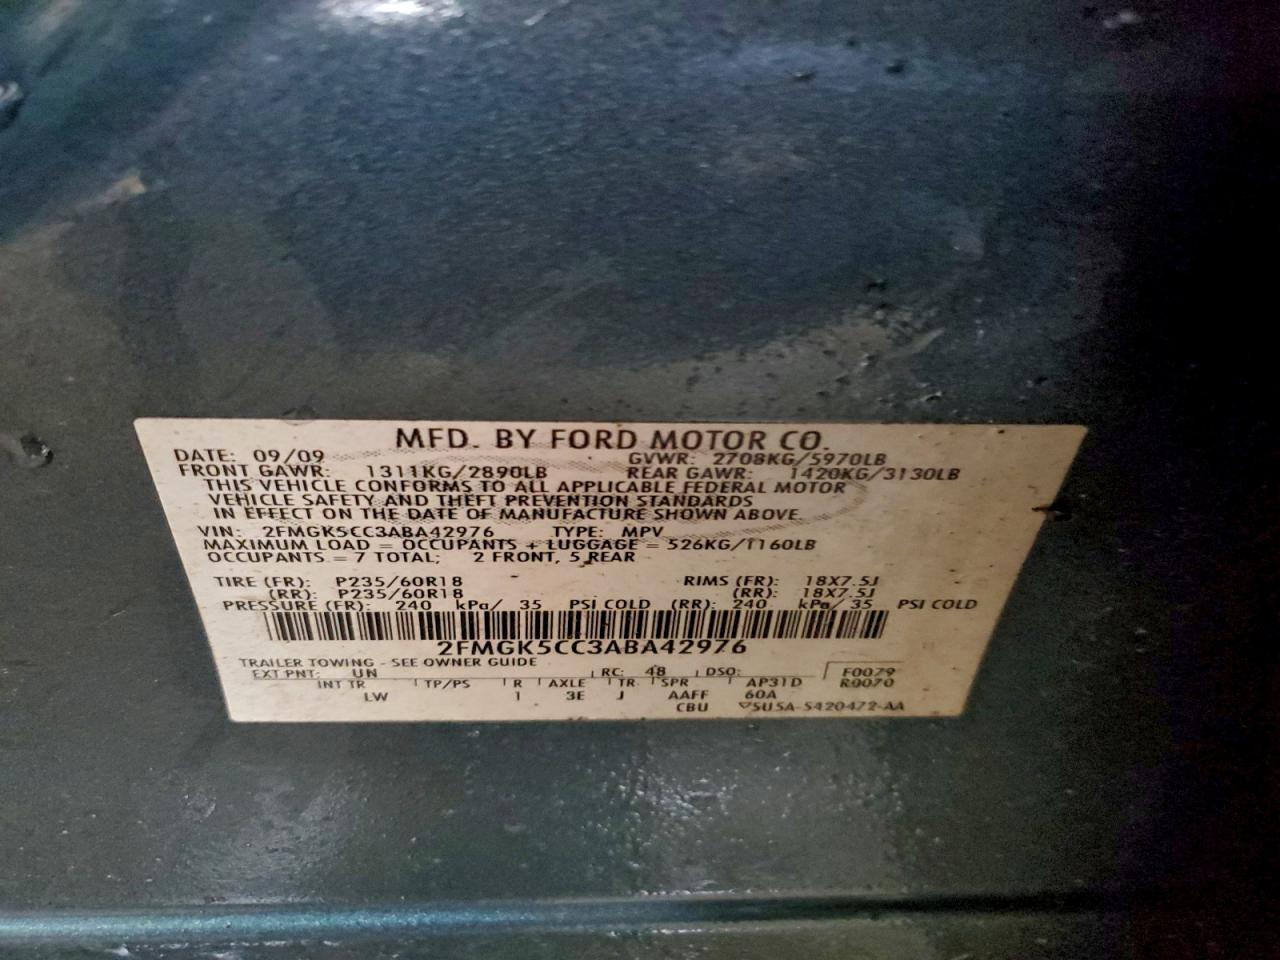 MFD. BY FORD MOTOR CO.
DATE: 09/09 GVWR: 2708KG/5970LB
FRONT GAWR: 1311KG/2890LB REAR GAWR: 1420KG/3130LB
THIS VEHICLE CONFORMS TO ALL APPLICABLE FEDERAL MOTOR
VEHICLE SAFETY AND THEFT PREVENTION STANDARDS
IN EFFECT ON THE DATE OF MANUFACTURE SHOWN ABOVE.
VIN: 2FMGK5CC3ABA42976 TYPE: MPV
MAXIMUM LOAD = OCCUPANTS + LUGGAGE = 526KG/1160LB
OCCUPANTS = 7 TOTAL; 2 FRONT, 5 REAR
TIRE (FR): P235/60R18 RIMS (FR): 18X7.5J
(RR): P235/60R18 (RR): 18X7.5J
PRESSURE (FR): 240 kPa/ 35 PSI COLD (RR): 240 kPa/ 35 PSI COLD
2FMGK5CC3ABA42976
TRAILER TOWING - SEE OWNER GUIDE
EXT PNT: UN RC: 48 DSO: F0079
INT TR TP/PS R AXLE TR SPR AP31D R0070
LW 1 3E J AAFF 60A
CBU ▽5U5A-S420472-AA